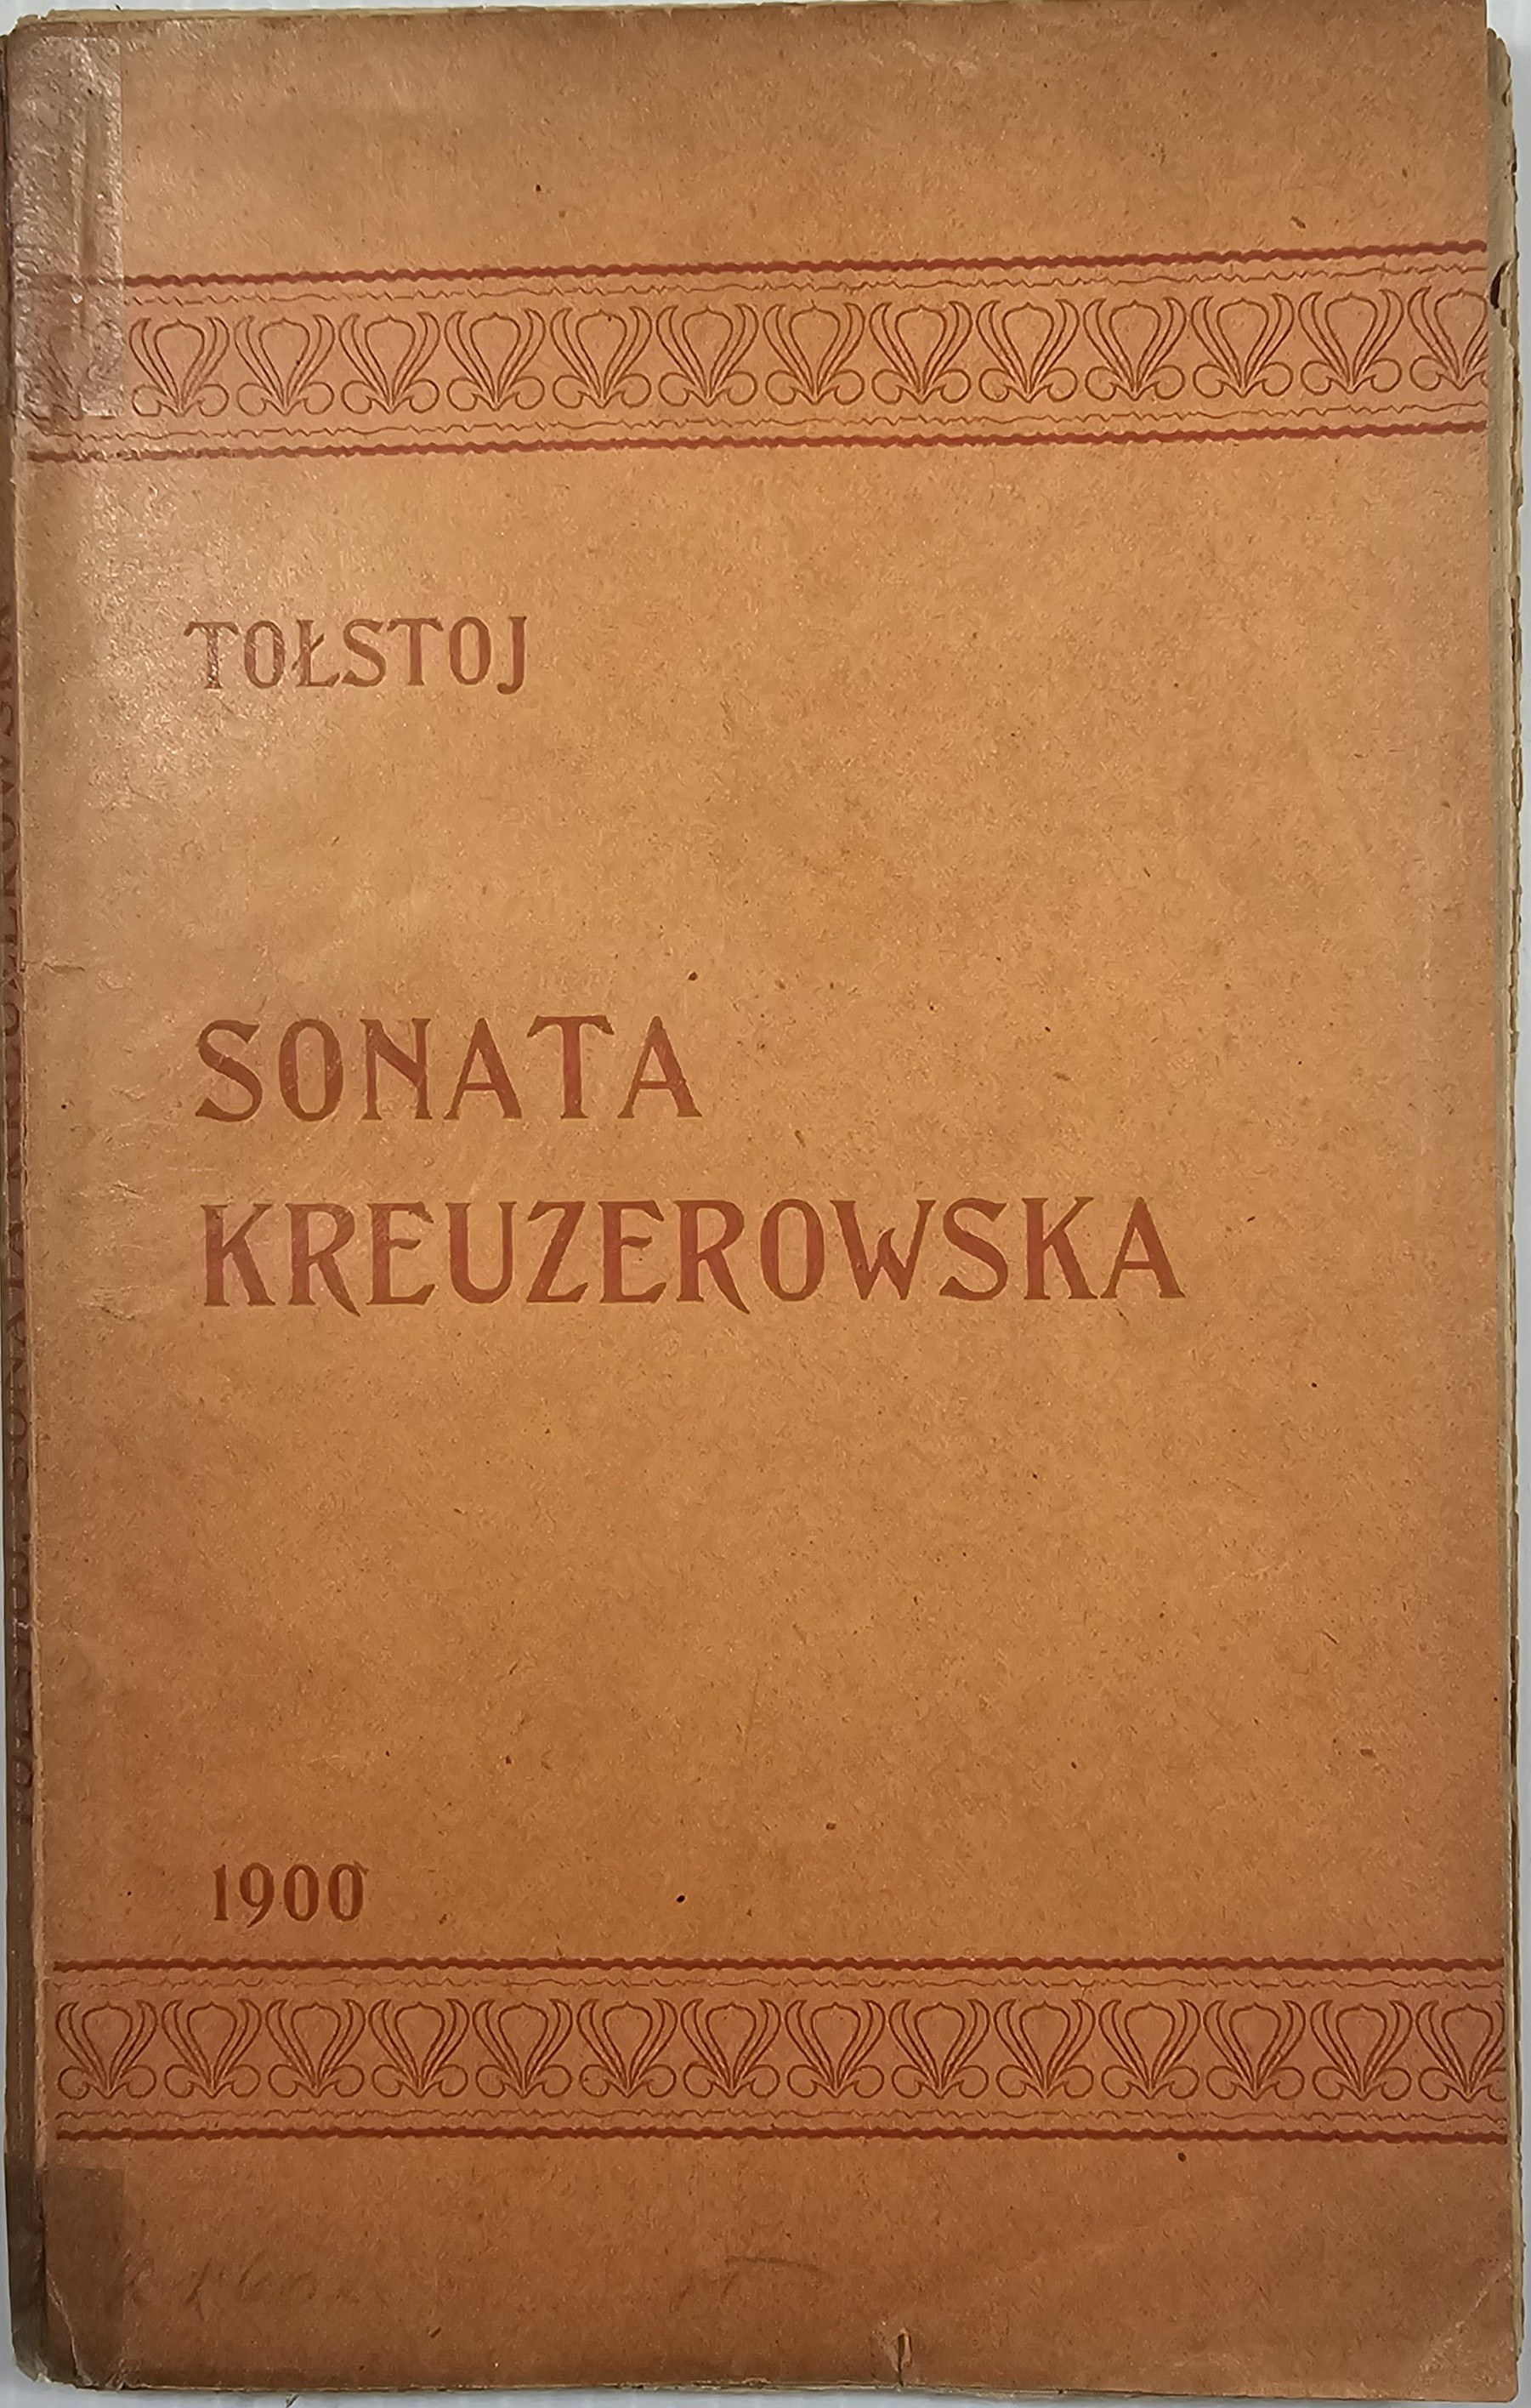 TOŁSTOJ
SONATA
KREUZEROWSKA
1900